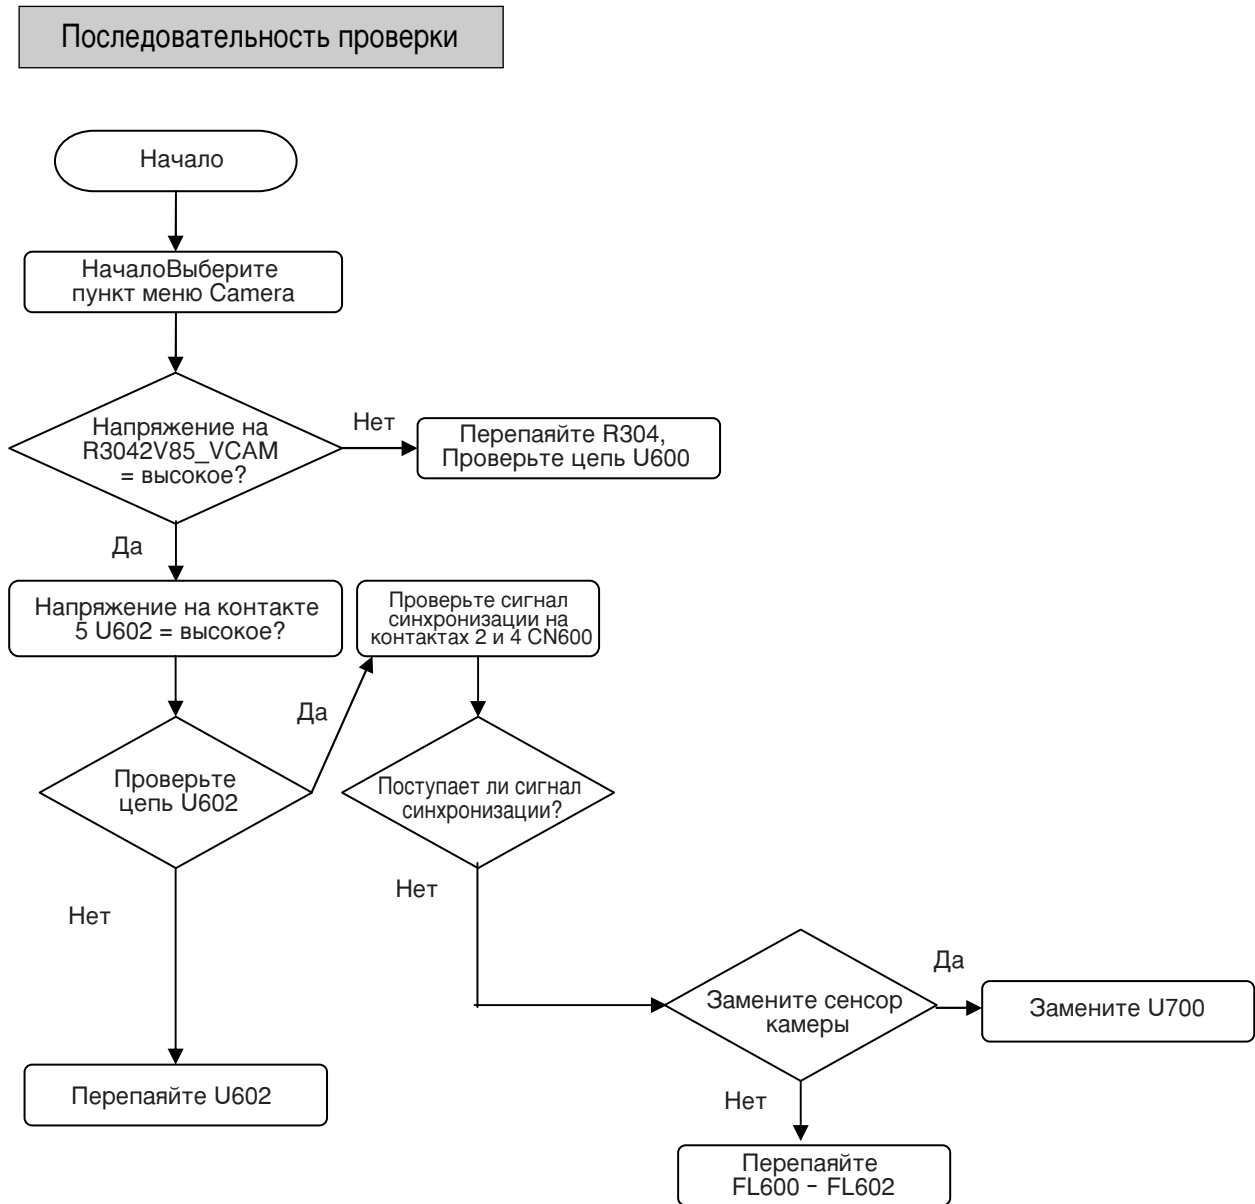 Последовательность проверки
Начало
НачалоВыберите
пункт меню Camera
Напряжение на
R3042V85_VCAM
= высокое?
Нет
Перепаяйте R304,
Проверьте цепь U600
Да
Напряжение на контакте
5 U602 = высокое?
Проверьте сигнал
синхронизации на
контактах 2 и 4 CN600
Да
Проверьте
цепь U602
Поступает ли сигнал
синхронизации?
Нет
Нет
Да
Замените сенсор
камеры
Замените U700
Перепаяйте U602
Нет
Перепаяйте
FL600 - FL602